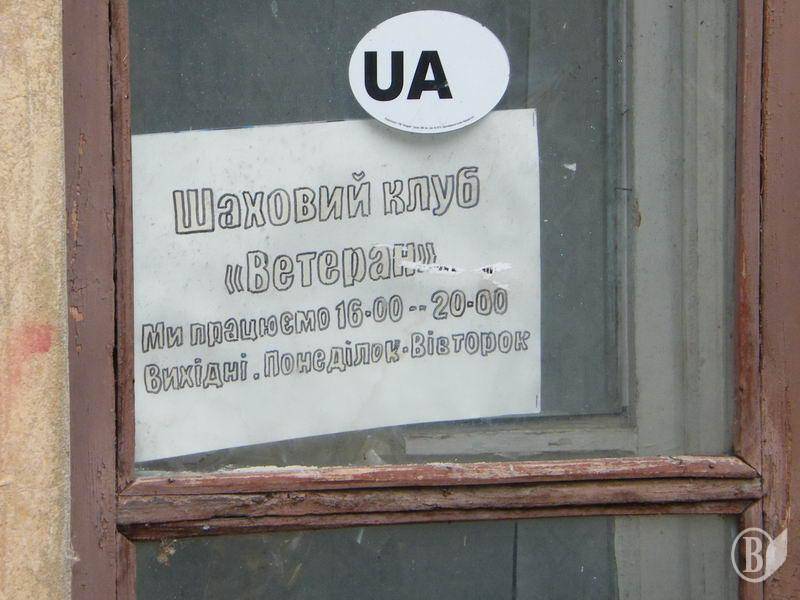 UA
Шаховий клуб
«Ветеран»
Ми працюємо 16-00 -- 20-00
Вихідні . Понеділок - Вівторок
B